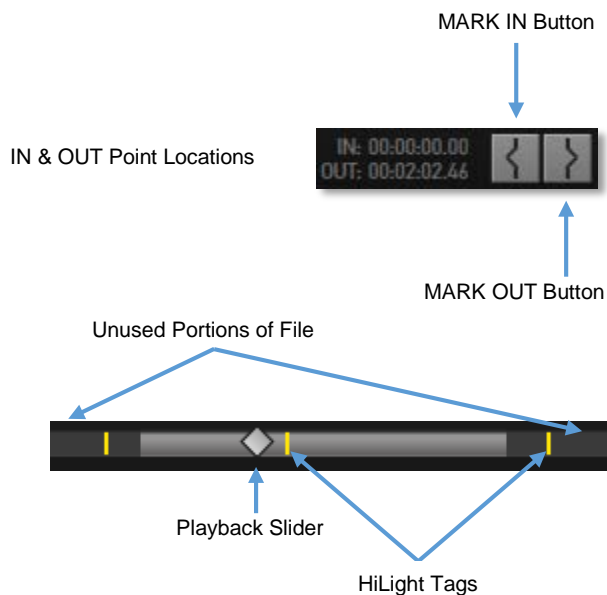 MARK IN Button
IN & OUT Point Locations
IN: 00:00:00.00
OUT: 00:02:02.46
MARK OUT Button
Unused Portions of File
Playback Slider
HiLight Tags